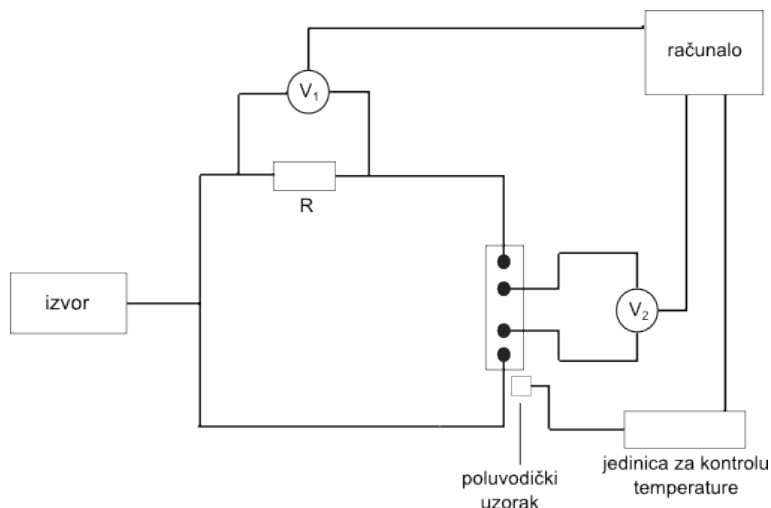 računalo
V1
R
izvor
V2
jedinica za kontrolu
temperature
poluvodički
uzorak